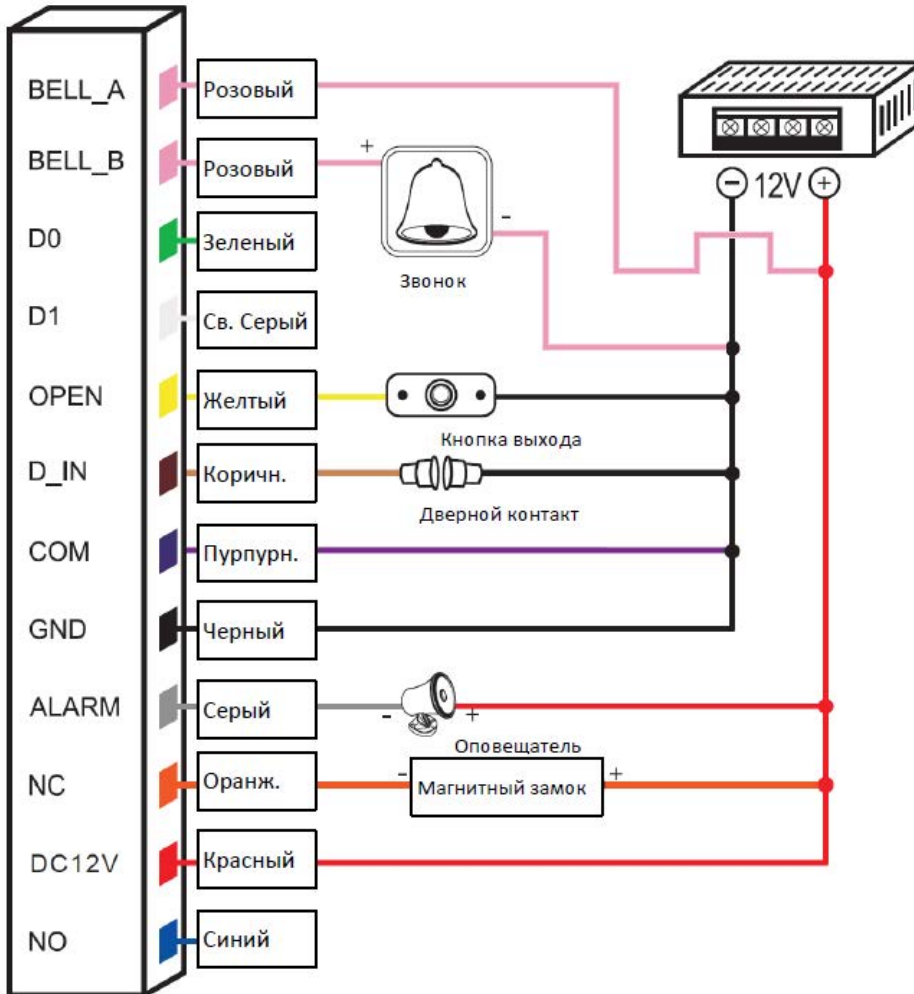 BELL_A
Розовый
BELL_B
Розовый
+
-
Звонок
− 12V +
D0
Зеленый
D1
Св. Серый
OPEN
Желтый
Кнопка выхода
D_IN
Коричн.
Дверной контакт
COM
Пурпурн.
GND
Черный
ALARM
Серый
- +
Оповещатель
NC
Оранж.
- Магнитный замок +
DC12V
Красный
NO
Синий